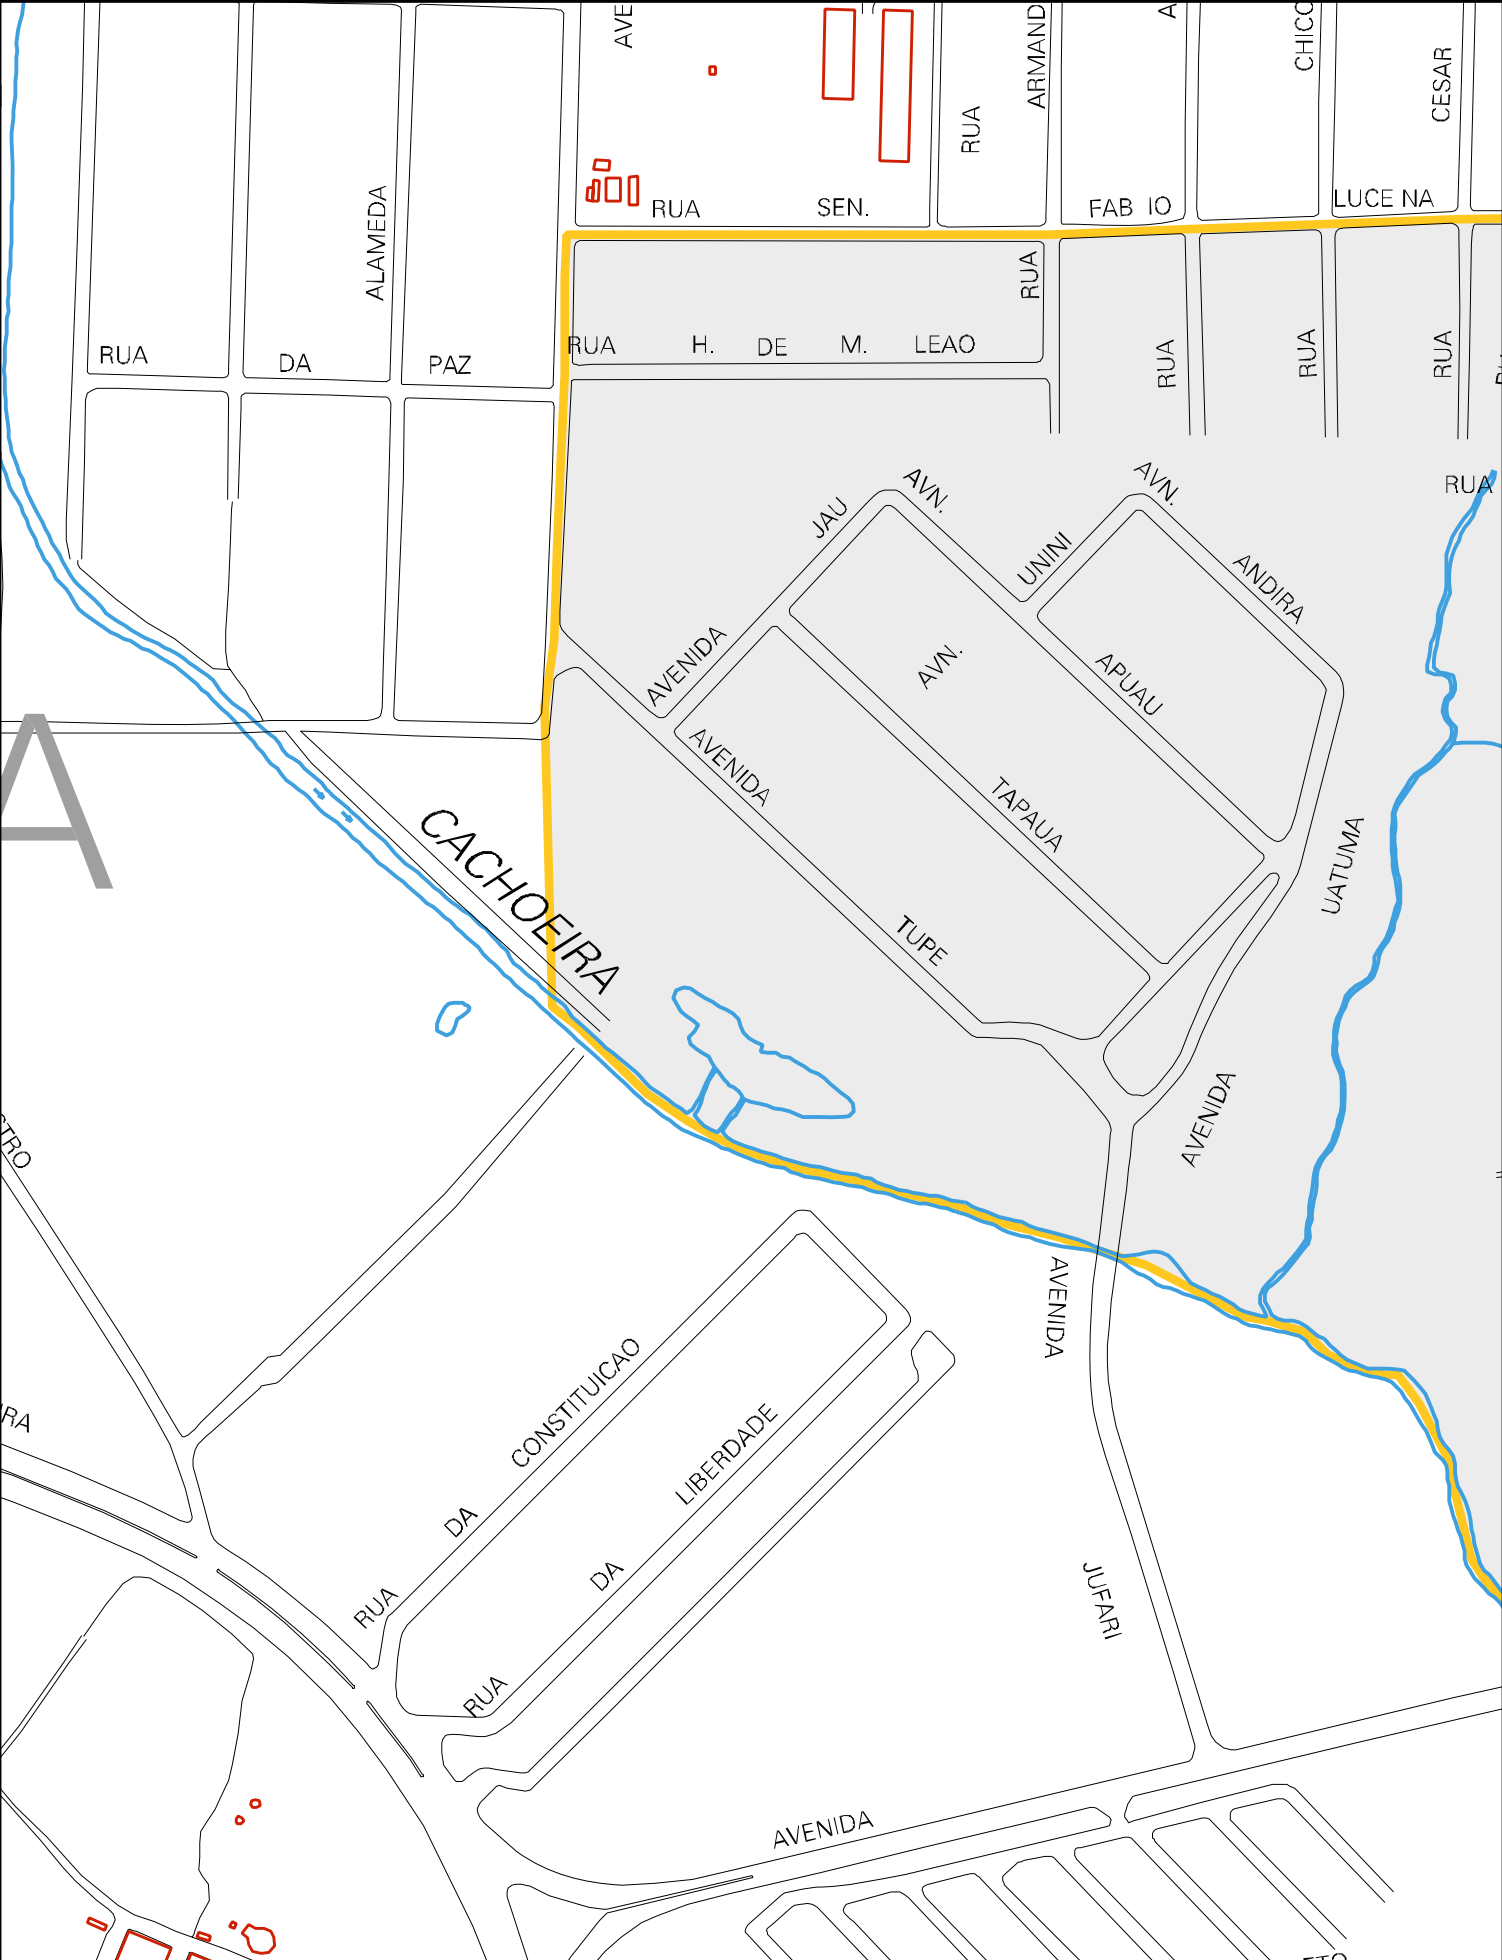 AVE
ARMAND
A
CHICO
CESAR
RUA
ALAMEDA
RUA SEN. FAB IO LUCE NA
RUA
RUA DA PAZ
RUA H. DE M. LEAO
RUA
RUA
RUA
RUA
JAU
AVN.
AVN.
UNINI
ANDIRA
AVENIDA
AVN.
APUAU
A
AVENIDA
TAPAUA
CACHOEIRA
UATUMA
TUPE
AVENIDA
TRO
AVENIDA
CONSTITUICAO
LIBERDADE
RA
DA
DA
RUA
JUFARI
RUA
AVENIDA
ETO